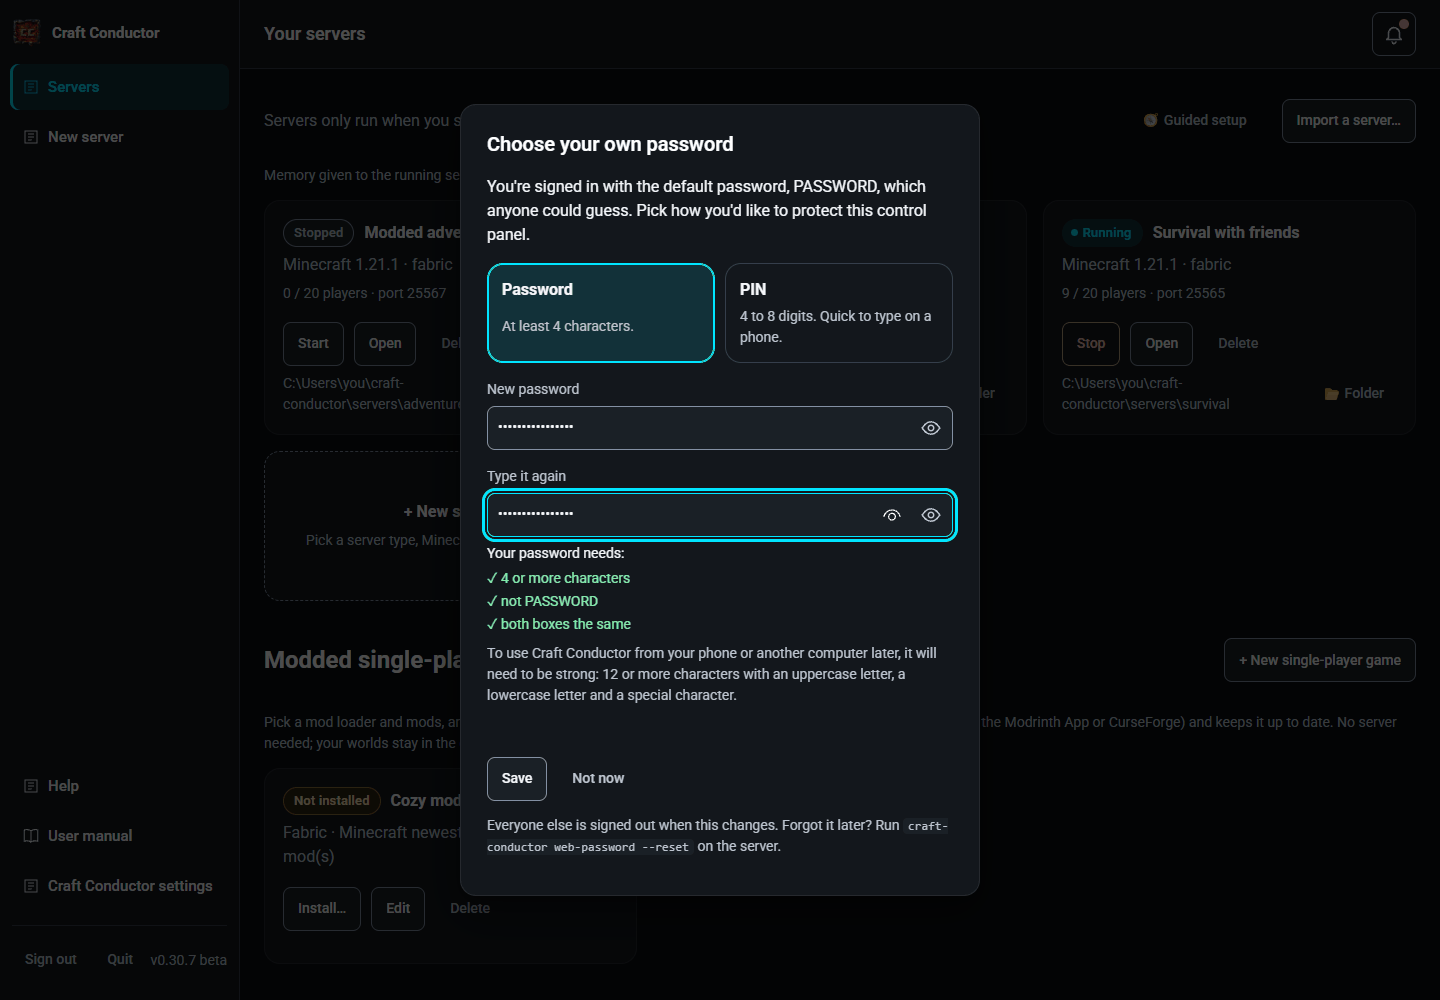 Craft Conductor
Servers
New server
Help
User manual
Craft Conductor settings
Sign out
Quit
v0.30.7 beta
Your servers
Servers only run when you
Guided setup
Import a server…
Memory given to the running
Stopped
Modded
Minecraft 1.21.1 · fabric
0 / 20 players · port 25567
Start
Open
C:\Users\you\craft-
conductor\servers\adventure
Running
Survival with friends
Minecraft 1.21.1 · fabric
9 / 20 players · port 25565
Stop
Open
Delete
C:\Users\you\craft-
conductor\servers\survival
Folder
+ New
Pick a server type,
Modded
+ New single-player game
Pick a mod loader and mods,
the Modrinth App or CurseForge) and keeps it up to date. No server
needed; your worlds stay in the
Not installed
Cozy
Fabric · Minecraft newest
mod(s)
Install…
Edit
Delete
Choose your own password
You're signed in with the default password, PASSWORD, which
anyone could guess. Pick how you'd like to protect this control
panel.
Password
At least 4 characters.
PIN
4 to 8 digits. Quick to type on a
phone.
New password
••••••••••••••••
Type it again
••••••••••••••••
Your password needs:
✓ 4 or more characters
✓ not PASSWORD
✓ both boxes the same
To use Craft Conductor from your phone or another computer later, it will
need to be strong: 12 or more characters with an uppercase letter, a
lowercase letter and a special character.
Save
Not now
Everyone else is signed out when this changes. Forgot it later? Run craft-
conductor web-password --reset on the server.